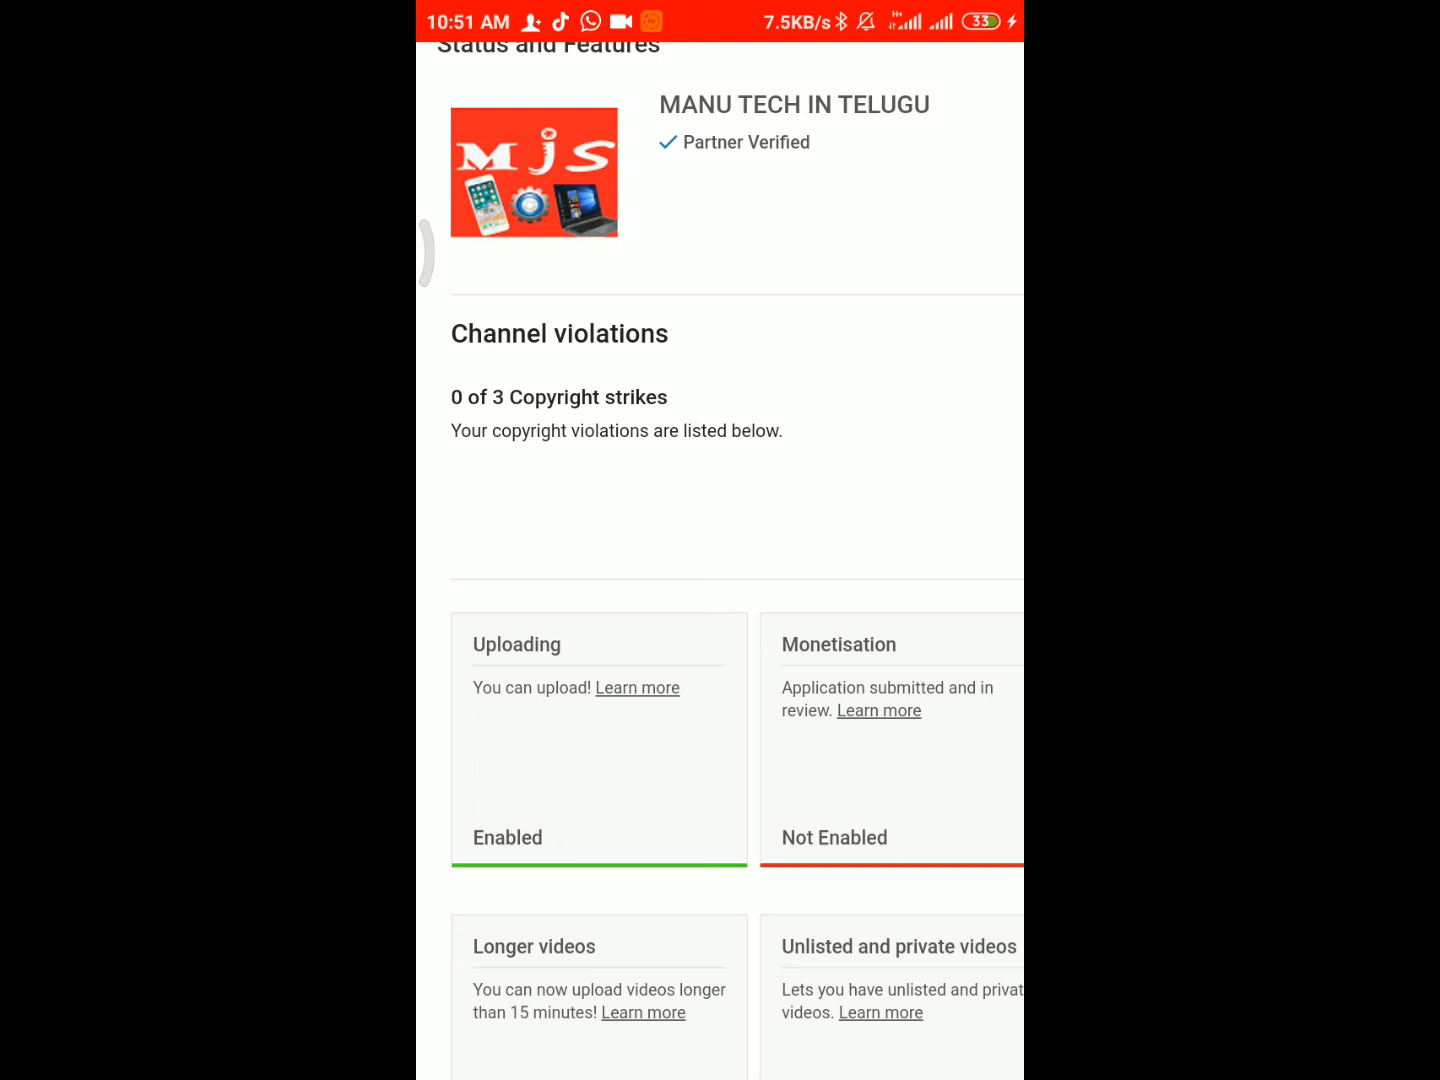 10:51 AM
7.5KB/s
H+
33
Status and Features
MJS
MANU TECH IN TELUGU
Partner Verified
Channel violations
0 of 3 Copyright strikes
Your copyright violations are listed below.
Uploading
You can upload! Learn more
Enabled
Monetisation
Application submitted and in
review. Learn more
Not Enabled
Longer videos
You can now upload videos longer
than 15 minutes! Learn more
Unlisted and private videos
Lets you have unlisted and privat
videos. Learn more